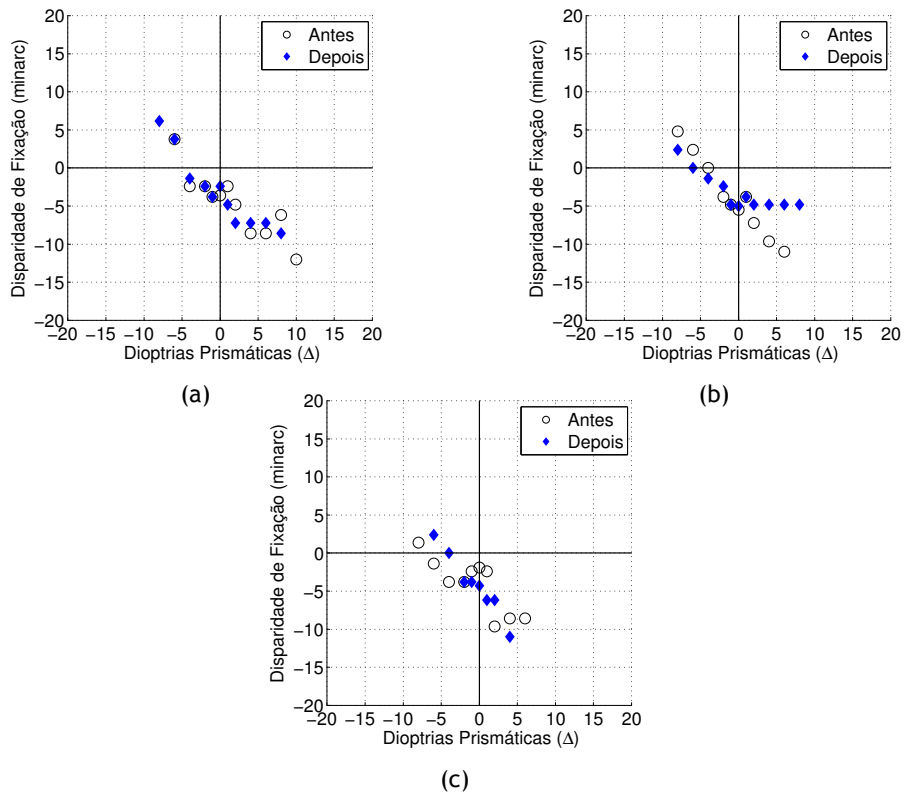 20
15
10
5
0
−5
−10
−15
−20
−20 −15 −10 −5 0 5 10 15 20
Disparidade de Fixação (minarc)
Dioptrias Prismáticas (Δ)
Antes
Depois
(a)
20
15
10
5
0
−5
−10
−15
−20
−20 −15 −10 −5 0 5 10 15 20
Disparidade de Fixação (minarc)
Dioptrias Prismáticas (Δ)
Antes
Depois
(b)
20
15
10
5
0
−5
−10
−15
−20
−20 −15 −10 −5 0 5 10 15 20
Disparidade de Fixação (minarc)
Dioptrias Prismáticas (Δ)
Antes
Depois
(c)